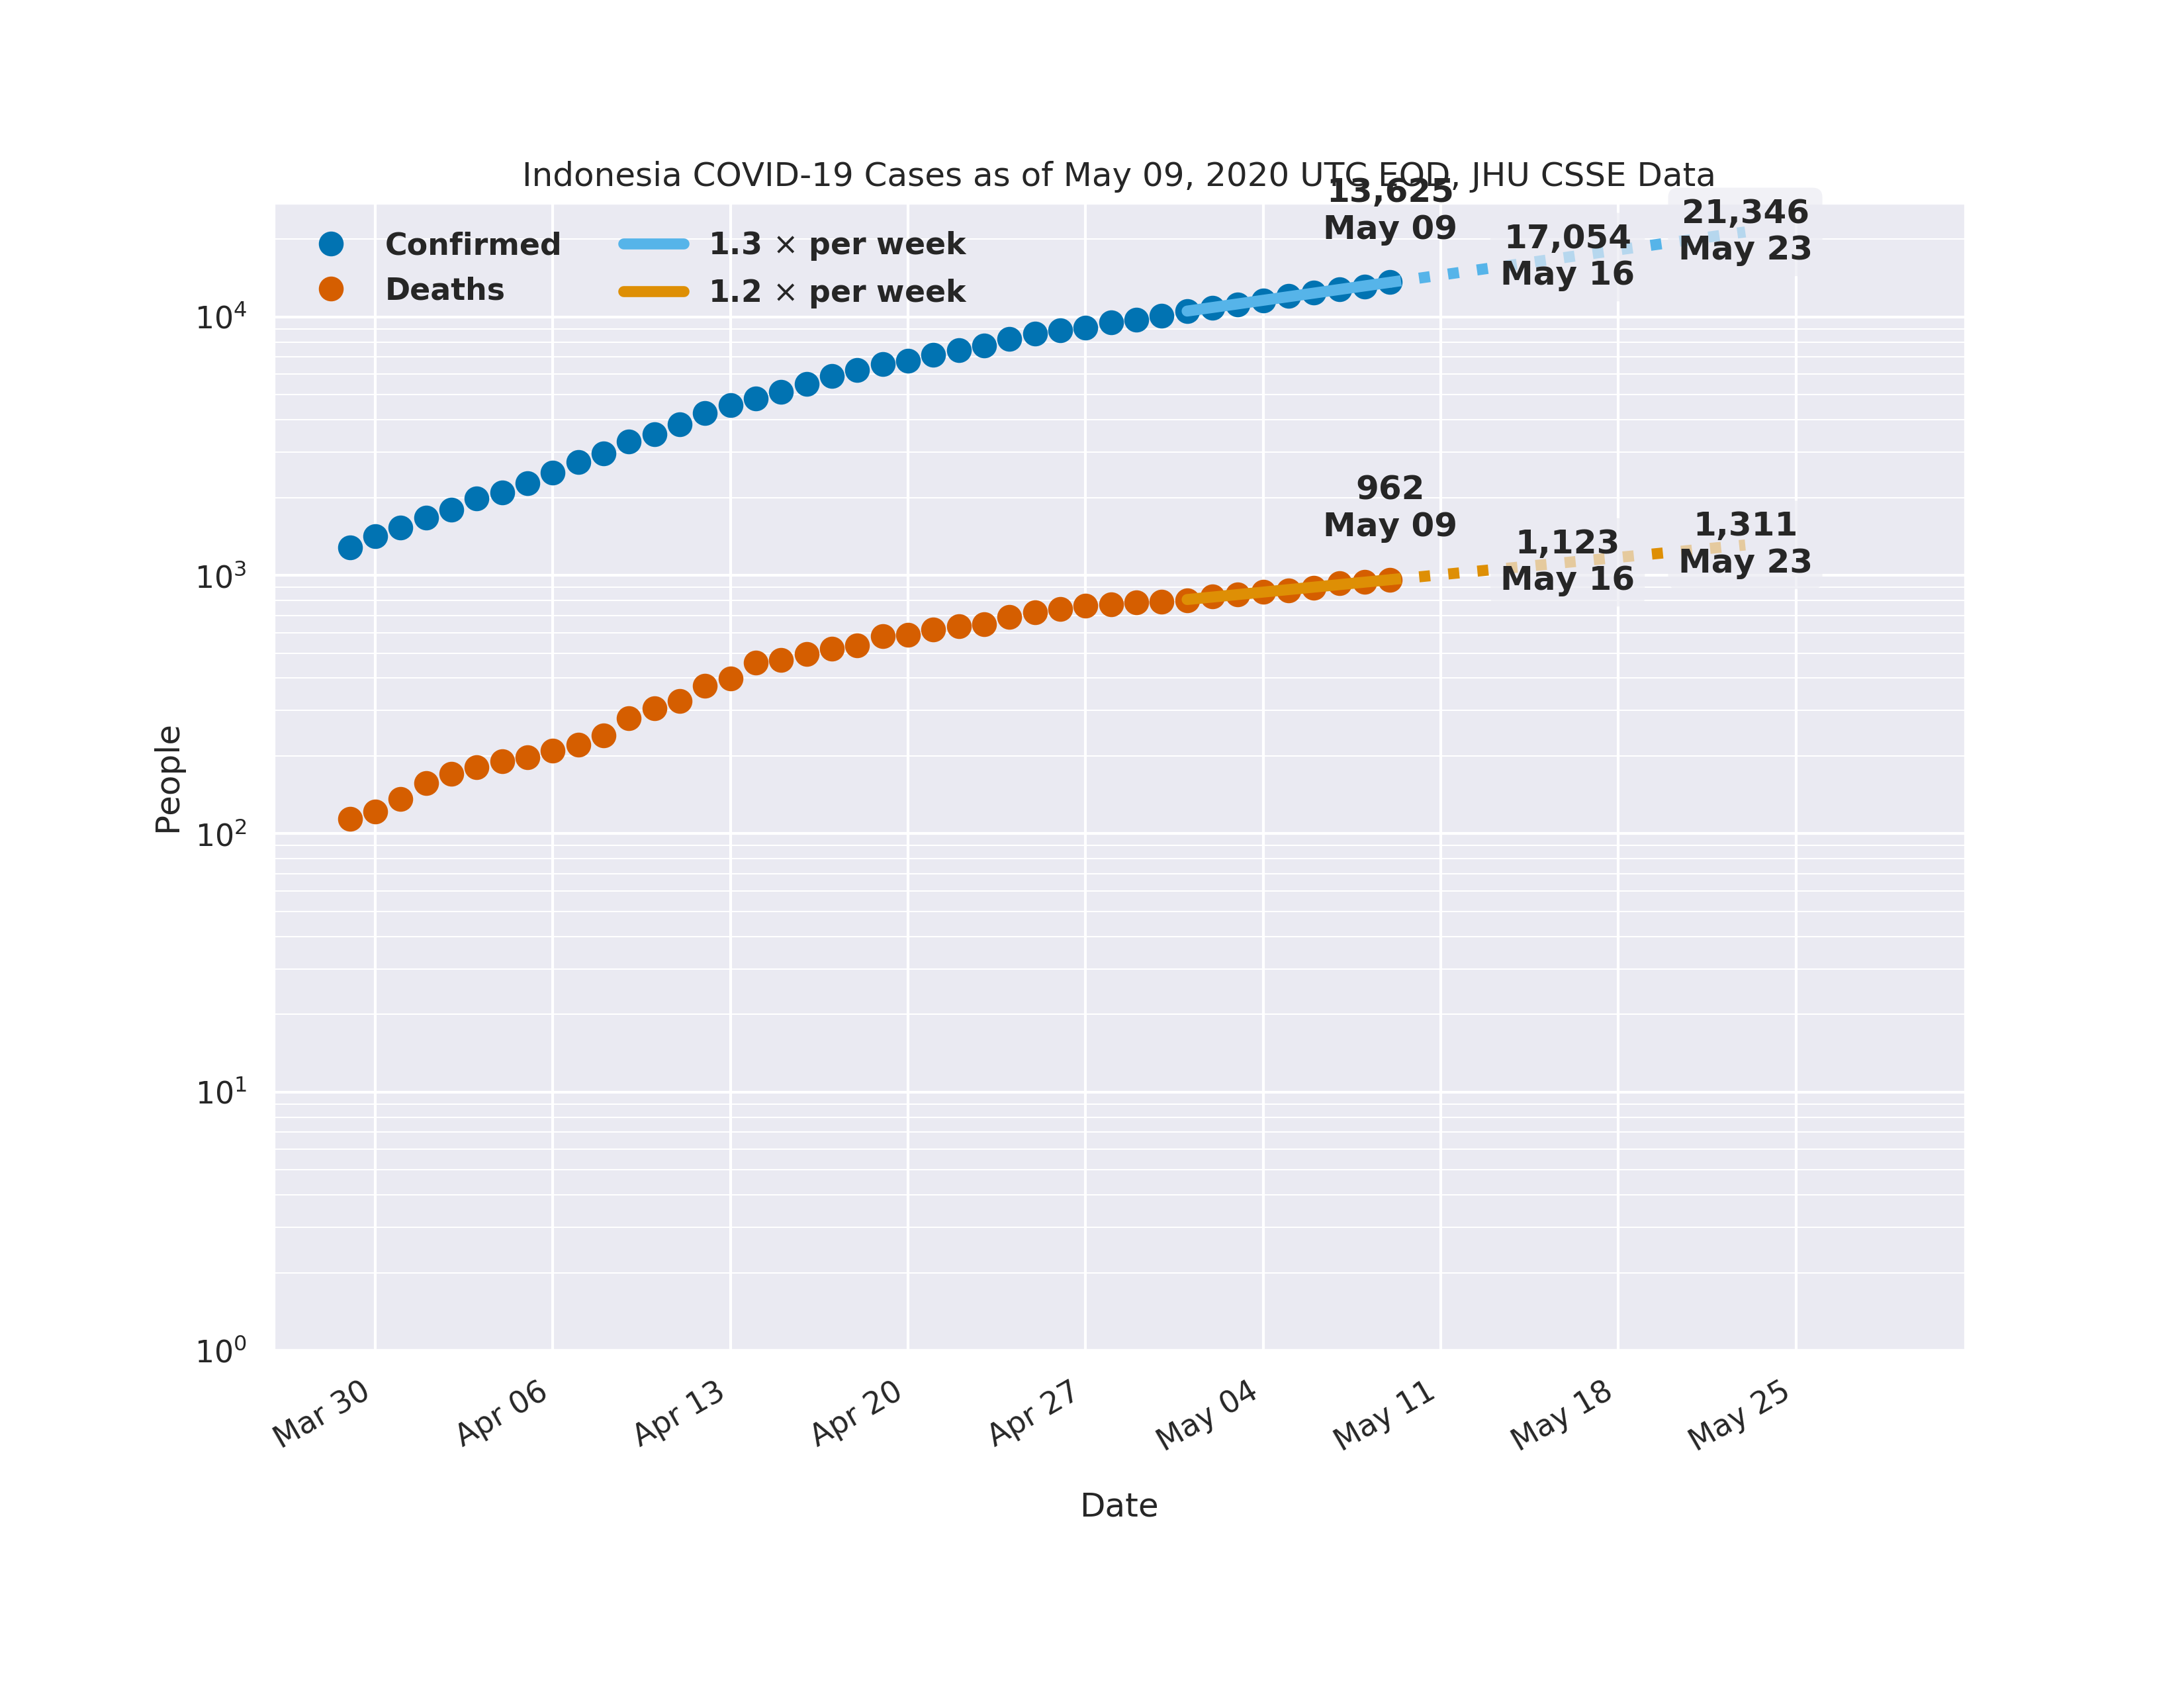 Indonesia COVID-19 Cases as of May 09, 2020 UTC EOD, JHU CSSE Data
13,625
May 09
17,054
May 16
21,346
May 23
Confirmed
Deaths
1.3 × per week
1.2 × per week
962
May 09
1,123
May 16
1,311
May 23
People
10⁴
10³
10²
10¹
10⁰
Mar 30
Apr 06
Apr 13
Apr 20
Apr 27
May 04
May 11
May 18
May 25
Date